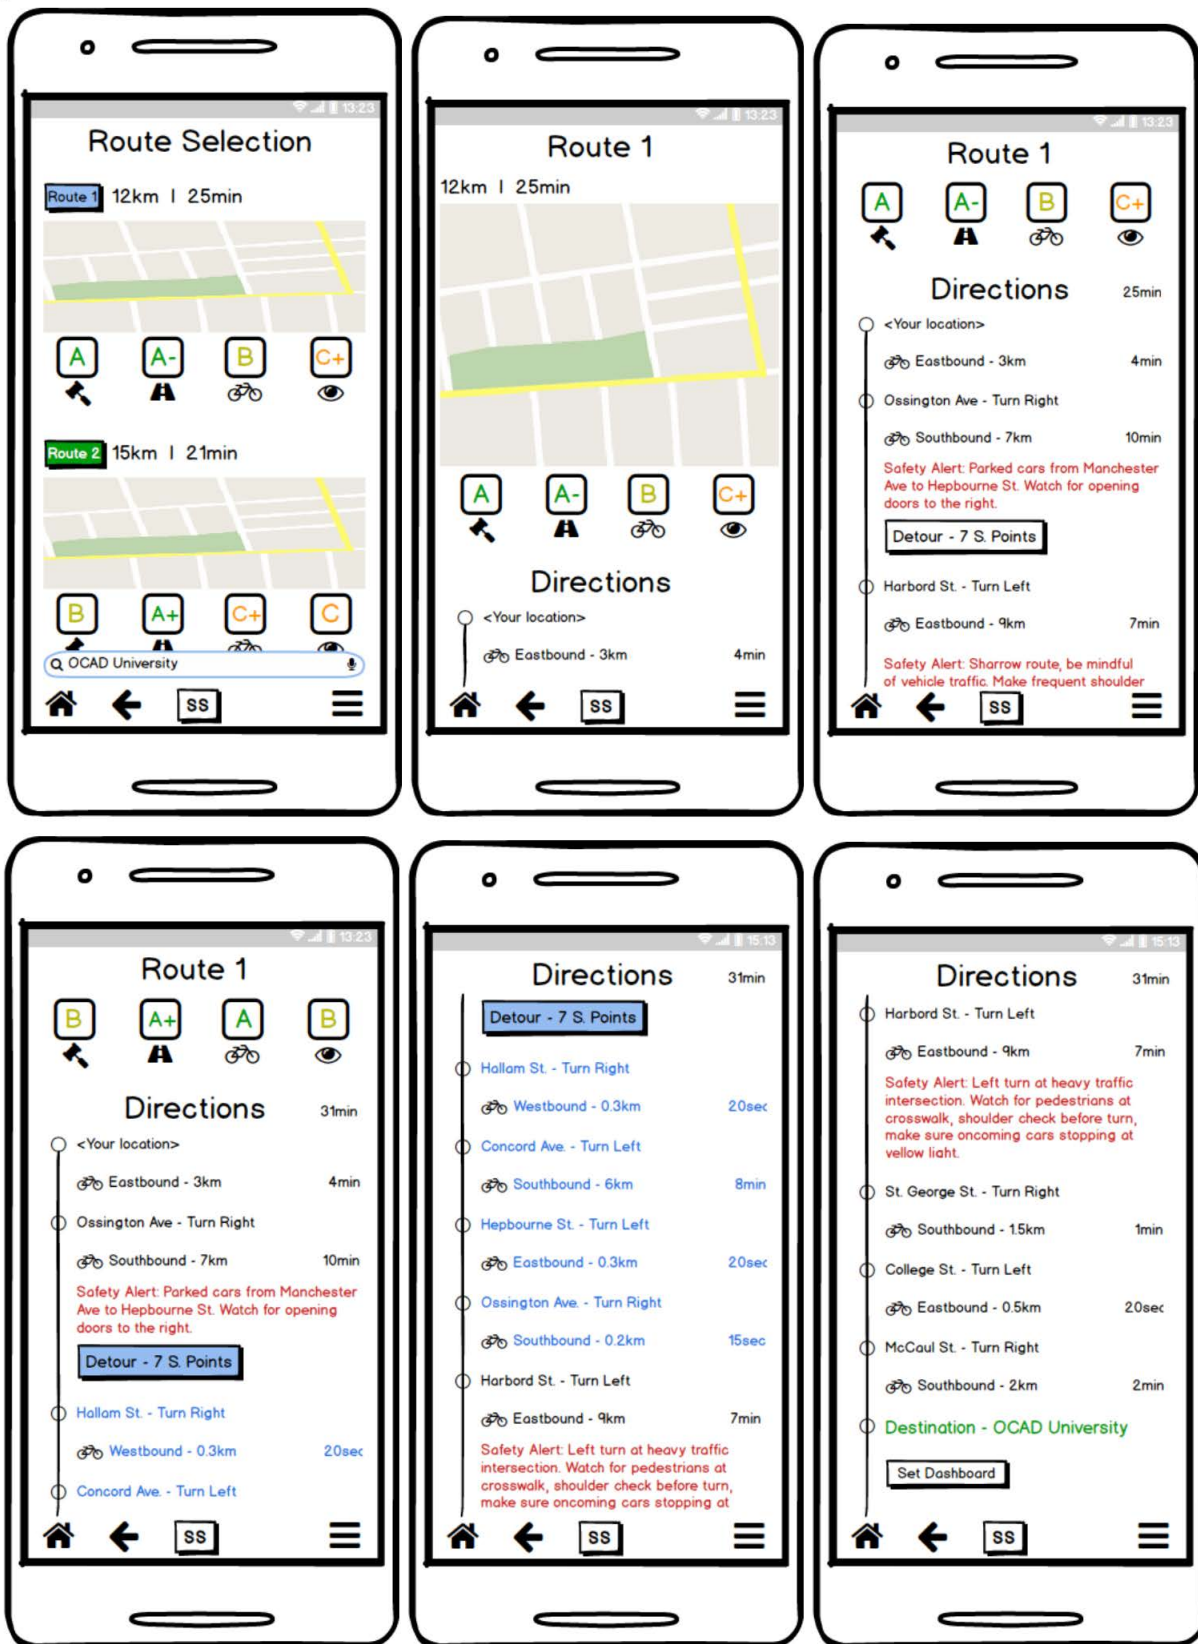 13:23
Route Selection
Route 1 12km | 25min
A A- B C+
Route 2 15km | 21min
B A+ C+ C
OCAD University
SS
13:23
Route 1
12km | 25min
A A- B C+
Directions
<Your location>
Eastbound - 3km 4min
SS
13:23
Route 1
A A- B C+
Directions 25min
<Your location>
Eastbound - 3km 4min
Ossington Ave - Turn Right
Southbound - 7km 10min
Safety Alert: Parked cars from Manchester
Ave to Hepbourne St. Watch for opening
doors to the right.
Detour - 7 S. Points
Harbord St. - Turn Left
Eastbound - 9km 7min
Safety Alert: Sharrow route, be mindful
of vehicle traffic. Make frequent shoulder
SS
13:23
Route 1
B A+ A B
Directions 31min
<Your location>
Eastbound - 3km 4min
Ossington Ave - Turn Right
Southbound - 7km 10min
Safety Alert: Parked cars from Manchester
Ave to Hepbourne St. Watch for opening
doors to the right.
Detour - 7 S. Points
Hallam St. - Turn Right
Westbound - 0.3km 20sec
Concord Ave. - Turn Left
SS
15:13
Directions 31min
Detour - 7 S. Points
Hallam St. - Turn Right
Westbound - 0.3km 20sec
Concord Ave. - Turn Left
Southbound - 6km 8min
Hepbourne St. - Turn Left
Eastbound - 0.3km 20sec
Ossington Ave. - Turn Right
Southbound - 0.2km 15sec
Harbord St. - Turn Left
Eastbound - 9km 7min
Safety Alert: Left turn at heavy traffic
intersection. Watch for pedestrians at
crosswalk, shoulder check before turn,
make sure oncoming cars stopping at
SS
15:13
Directions 31min
Harbord St. - Turn Left
Eastbound - 9km 7min
Safety Alert: Left turn at heavy traffic
intersection. Watch for pedestrians at
crosswalk, shoulder check before turn,
make sure oncoming cars stopping at
yellow light.
St. George St. - Turn Right
Southbound - 1.5km 1min
College St. - Turn Left
Eastbound - 0.5km 20sec
McCaul St. - Turn Right
Southbound - 2km 2min
Destination - OCAD University
Set Dashboard
SS